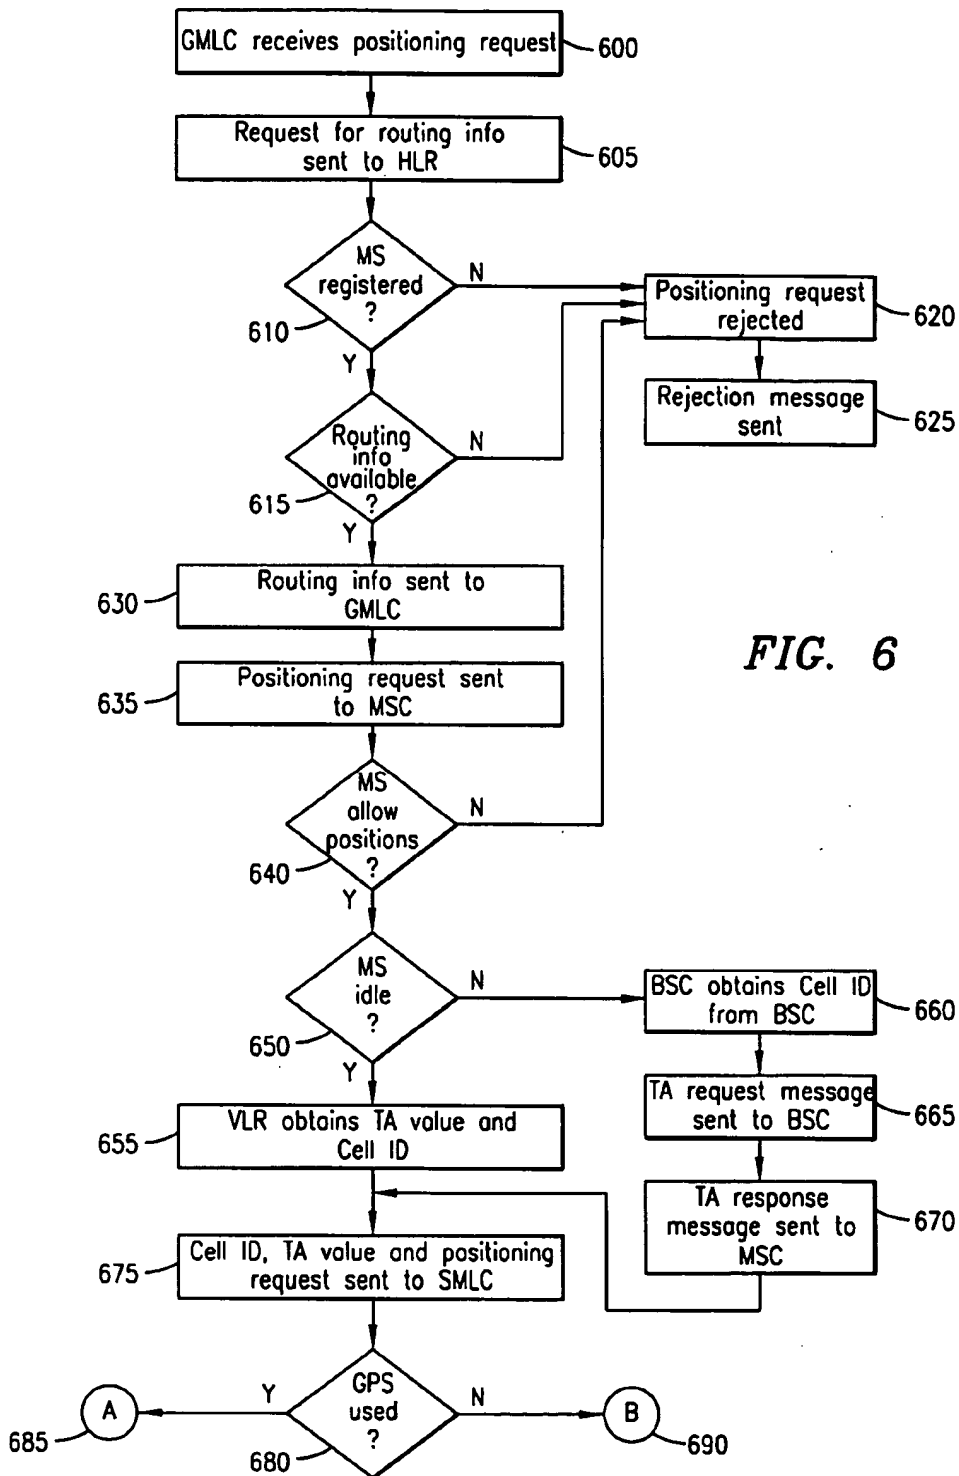 GMLC receives positioning request
600
Request for routing info
sent to HLR
605
MS
registered
?
610
N
Y
Positioning request
rejected
620
Rejection message
sent
625
Routing
info
available
?
615
N
Y
Routing info sent to
GMLC
630
FIG. 6
Positioning request sent
to MSC
635
MS
allow
positions
?
640
N
Y
MS
idle
?
650
N
Y
BSC obtains Cell ID
from BSC
660
TA request message
sent to BSC
665
VLR obtains TA value and
Cell ID
655
TA response
message sent to
MSC
670
Cell ID, TA value and positioning
request sent to SMLC
675
GPS
used
?
680
Y
N
A
685
B
690